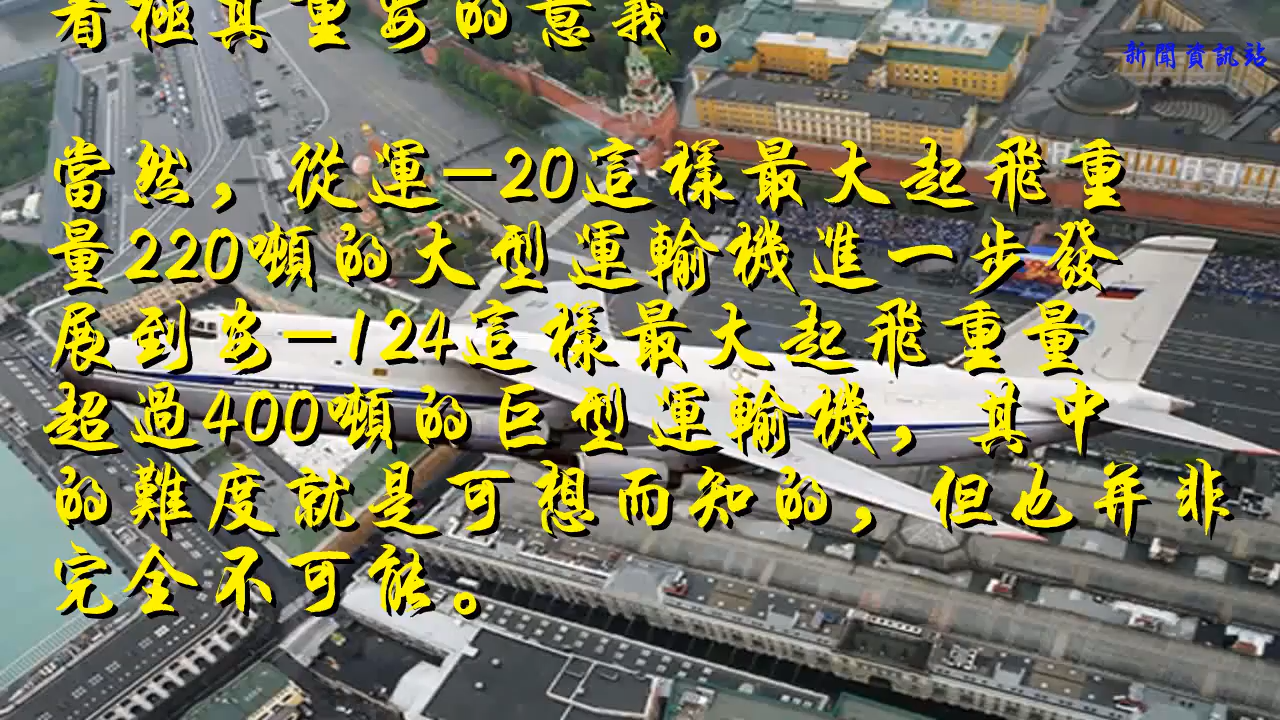 着極其重要的意義。
新聞資訊站
當然，從運-20這樣最大起飛重
量220噸的大型運輸機進一步發
展到安-124這樣最大起飛重量
超過400噸的巨型運輸機，其中
的難度就是可想而知的，但也并非
完全不可能。